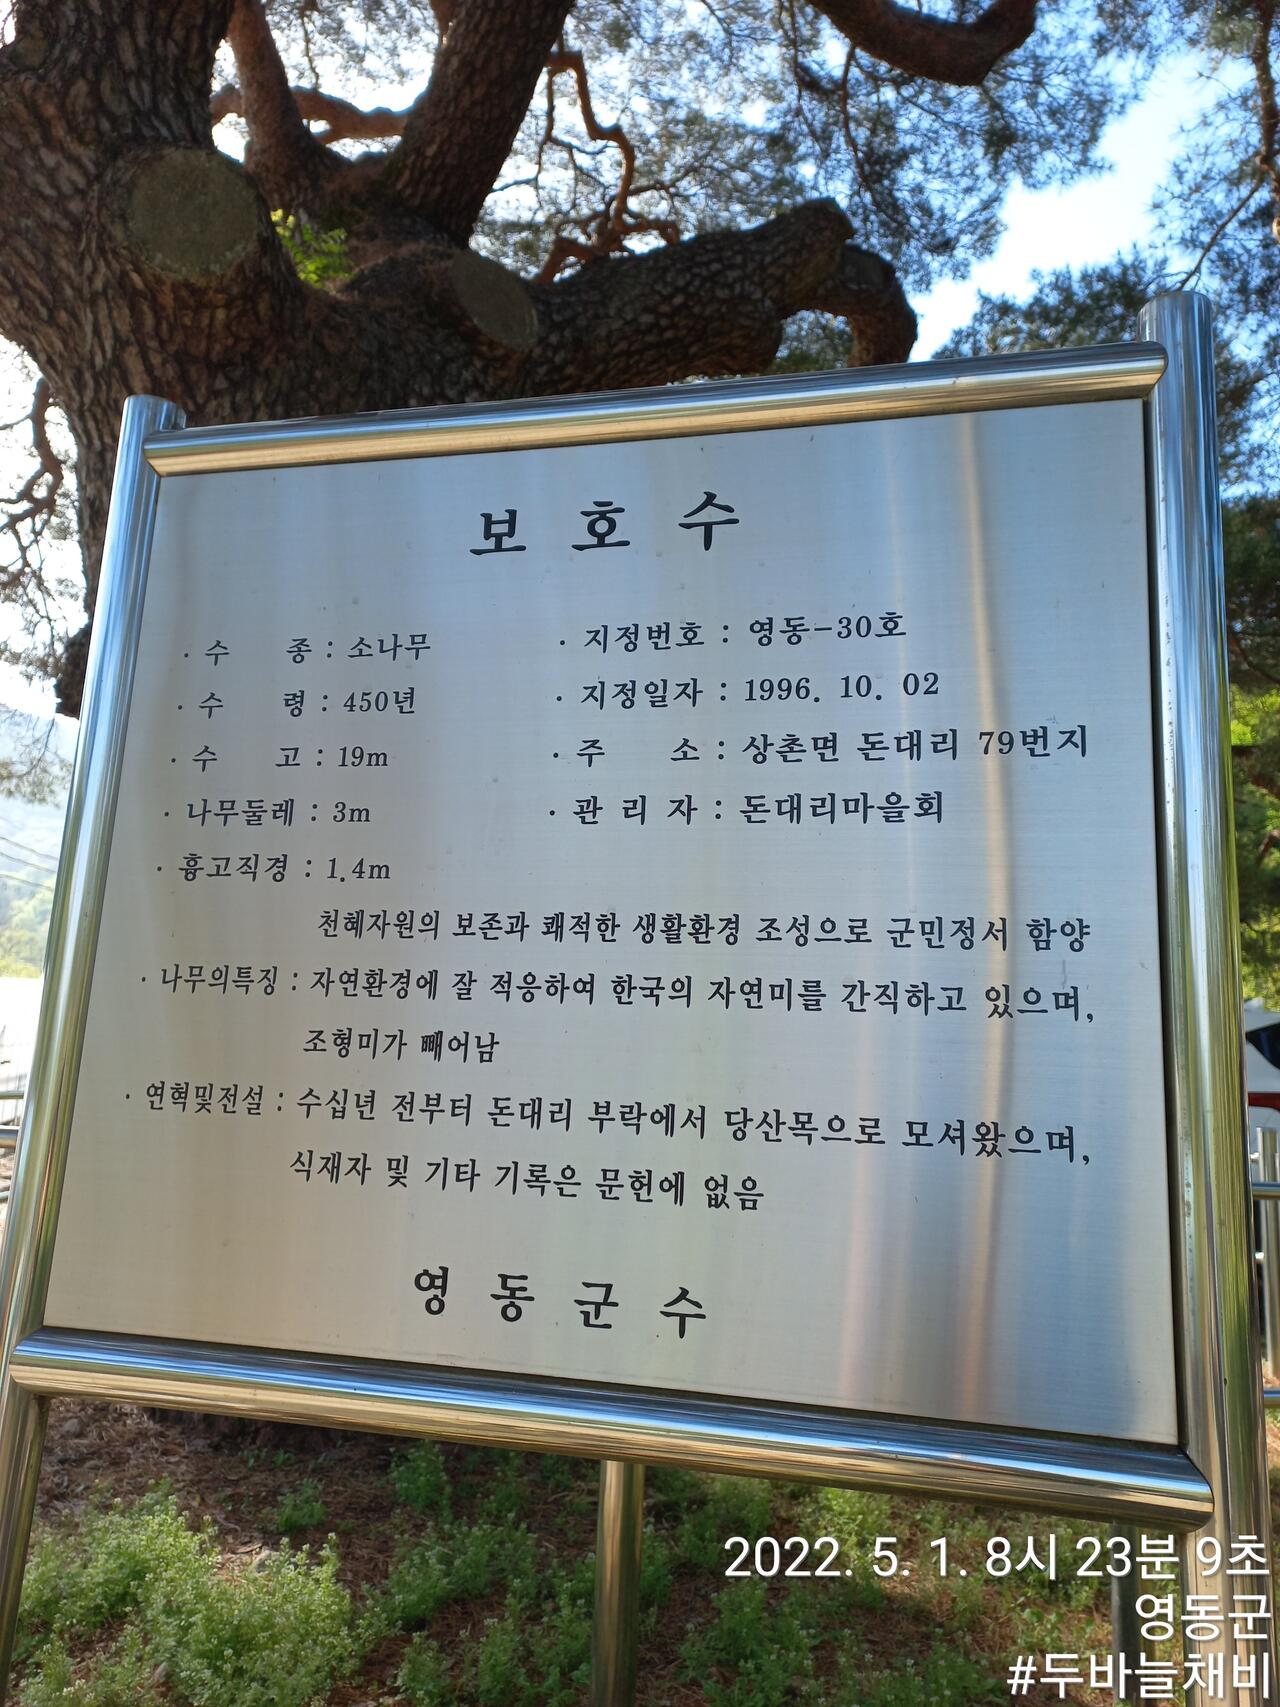 보 호 수
· 수 종 : 소나무
· 지정번호 : 영동-30호
· 수 령 : 450년
· 지정일자 : 1996. 10. 02
· 수 고 : 19m
· 주 소 : 상촌면 돈대리 79번지
· 나무둘레 : 3m
· 관 리 자 : 돈대리마을회
· 흉고직경 : 1.4m
천혜자원의 보존과 쾌적한 생활환경 조성으로 군민정서 함양
· 나무의특징 : 자연환경에 잘 적응하여 한국의 자연미를 간직하고 있으며,
조형미가 빼어남
· 연혁및전설 : 수십년 전부터 돈대리 부락에서 당산목으로 모셔왔으며,
식재자 및 기타 기록은 문헌에 없음
영 동 군 수
2022. 5. 1. 8시 23분 9초
영동군
#두바늘채비